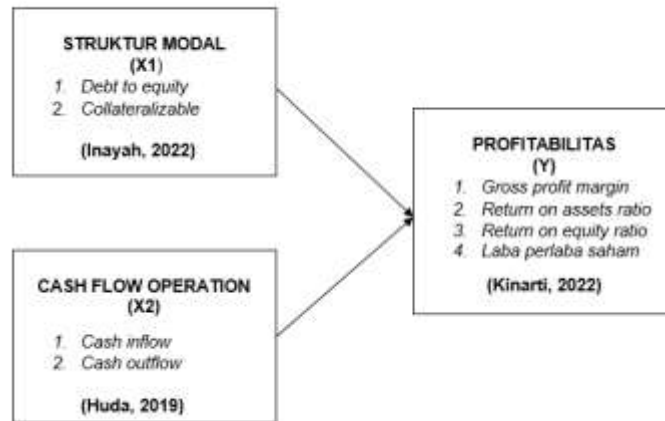 STRUKTUR MODAL
(X1)
1. Debt to equity
2. Collateralizable
(Inayah, 2022)
PROFITABILITAS
(Y)
1. Gross profit margin
2. Return on assets ratio
3. Return on equity ratio
4. Laba perlaba saham
(Kinarti, 2022)
CASH FLOW OPERATION
(X2)
1. Cash inflow
2. Cash outflow
(Huda, 2019)